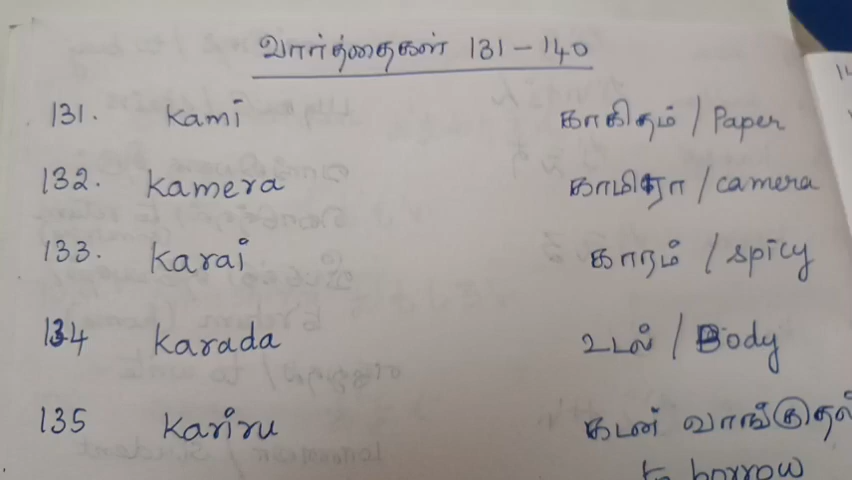 வார்த்தைகள் 131 - 140
131. Kami காகிதம் / Paper
132. Kamera காமிரா / camera
133. Karai காரம் / spicy
134 Karada உடல் / Body
135 Kariru கடன் வாங்குதல்
to borrow